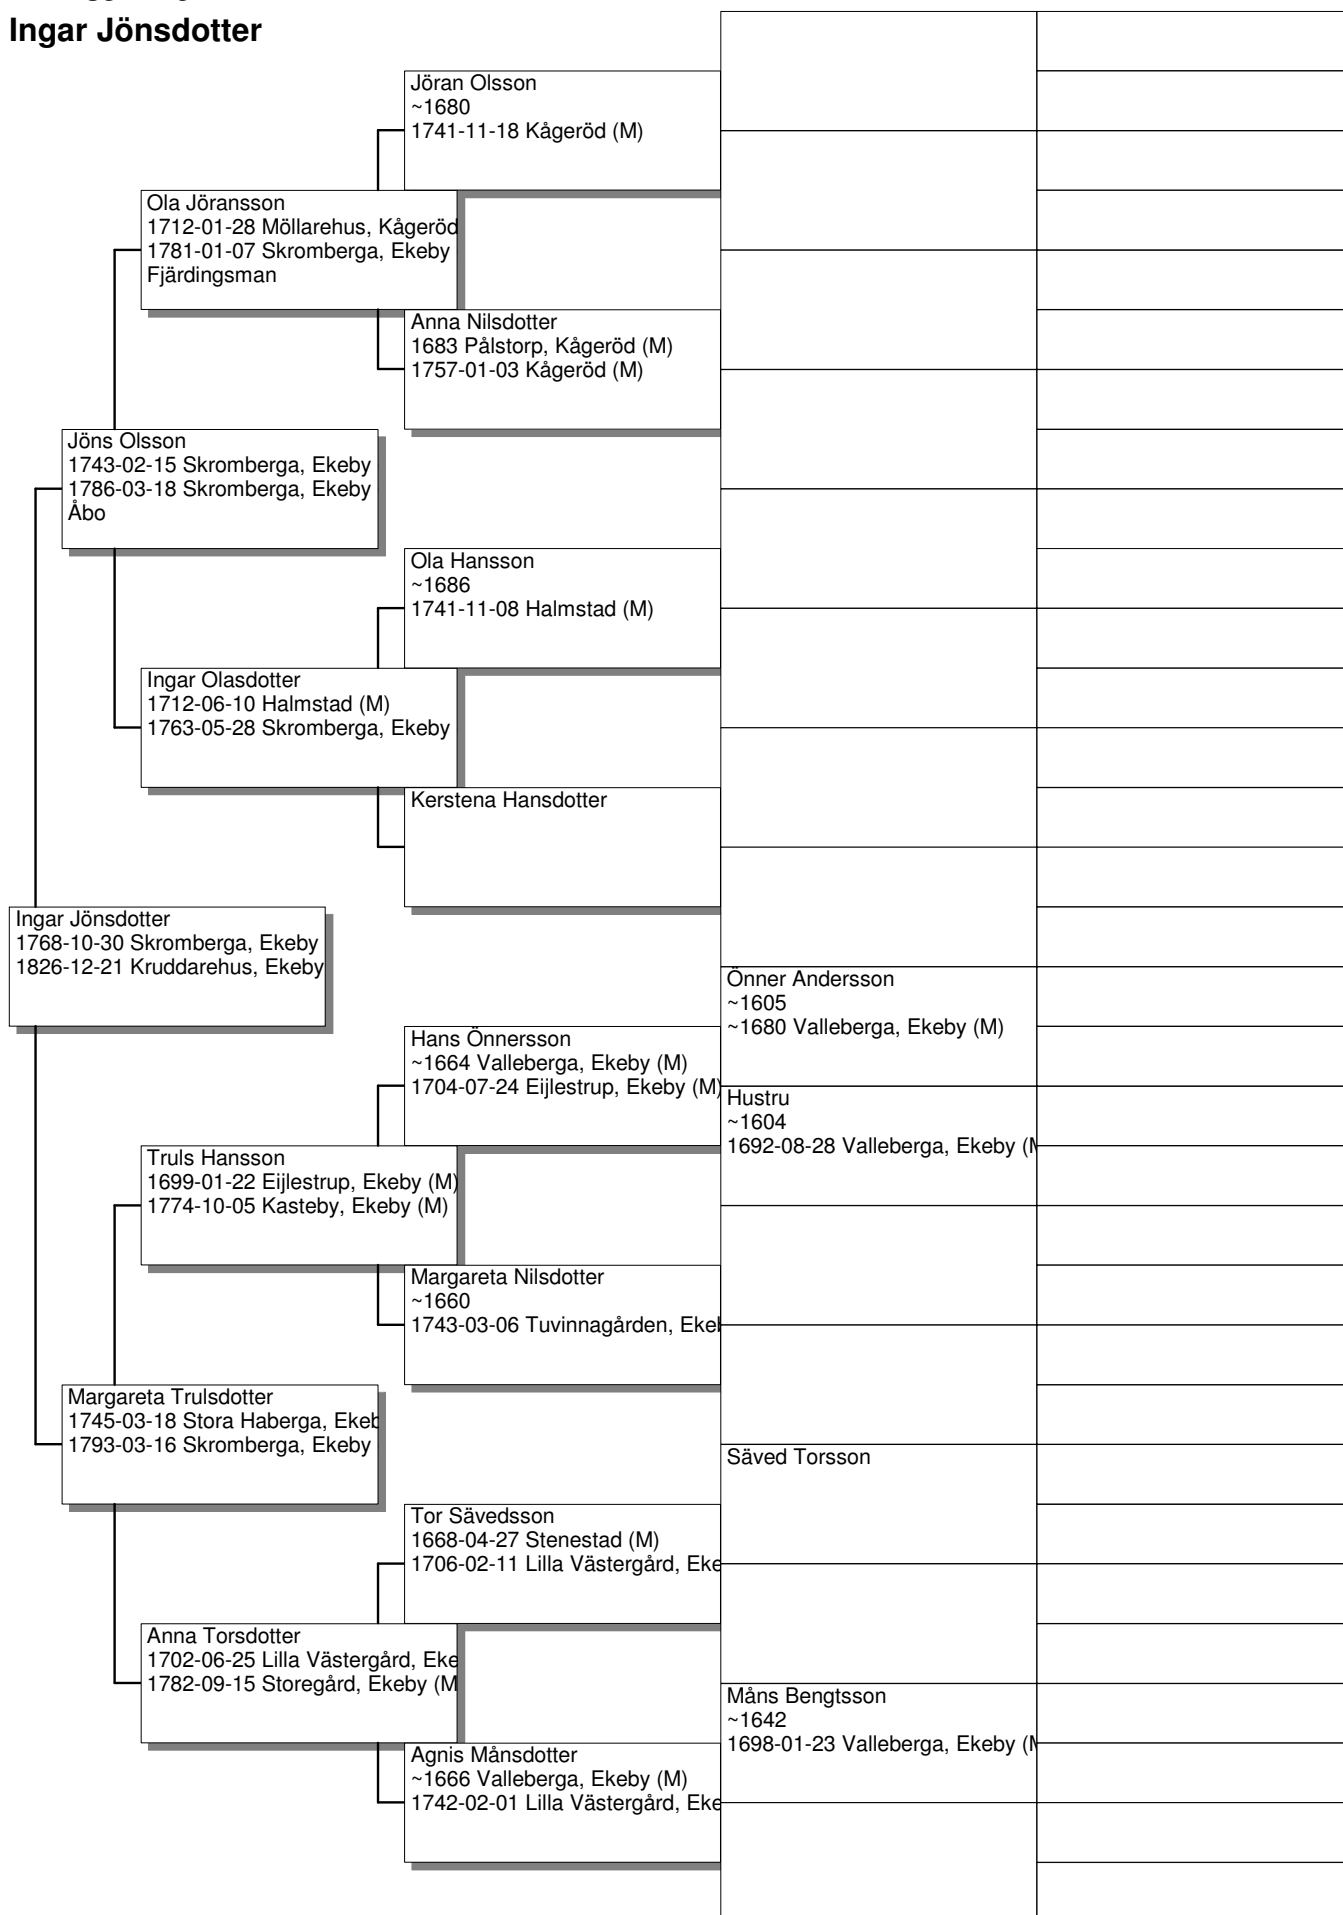 Ingar Jönsdotter
Jöran Olsson
~1680
1741-11-18 Kågeröd (M)
Ola Jöransson
1712-01-28 Möllarehus, Kågeröd
1781-01-07 Skromberga, Ekeby
Fjärdingsman
Anna Nilsdotter
1683 Pålstorp, Kågeröd (M)
1757-01-03 Kågeröd (M)
Jöns Olsson
1743-02-15 Skromberga, Ekeby
1786-03-18 Skromberga, Ekeby
Åbo
Ola Hansson
~1686
1741-11-08 Halmstad (M)
Ingar Olasdotter
1712-06-10 Halmstad (M)
1763-05-28 Skromberga, Ekeby
Kerstena Hansdotter
Ingar Jönsdotter
1768-10-30 Skromberga, Ekeby
1826-12-21 Kruddarehus, Ekeby
Önner Andersson
~1605
~1680 Valleberga, Ekeby (M)
Hans Önnersson
~1664 Valleberga, Ekeby (M)
1704-07-24 Eijlestrup, Ekeby (M)
Hustru
~1604
1692-08-28 Valleberga, Ekeby (M
Truls Hansson
1699-01-22 Eijlestrup, Ekeby (M)
1774-10-05 Kasteby, Ekeby (M)
Margareta Nilsdotter
~1660
1743-03-06 Tuvinnagården, Ekeb
Margareta Trulsdotter
1745-03-18 Stora Haberga, Ekeb
1793-03-16 Skromberga, Ekeby
Säved Torsson
Tor Sävedsson
1668-04-27 Stenestad (M)
1706-02-11 Lilla Västergård, Eke
Anna Torsdotter
1702-06-25 Lilla Västergård, Eke
1782-09-15 Storegård, Ekeby (M
Måns Bengtsson
~1642
1698-01-23 Valleberga, Ekeby (M
Agnis Månsdotter
~1666 Valleberga, Ekeby (M)
1742-02-01 Lilla Västergård, Eke